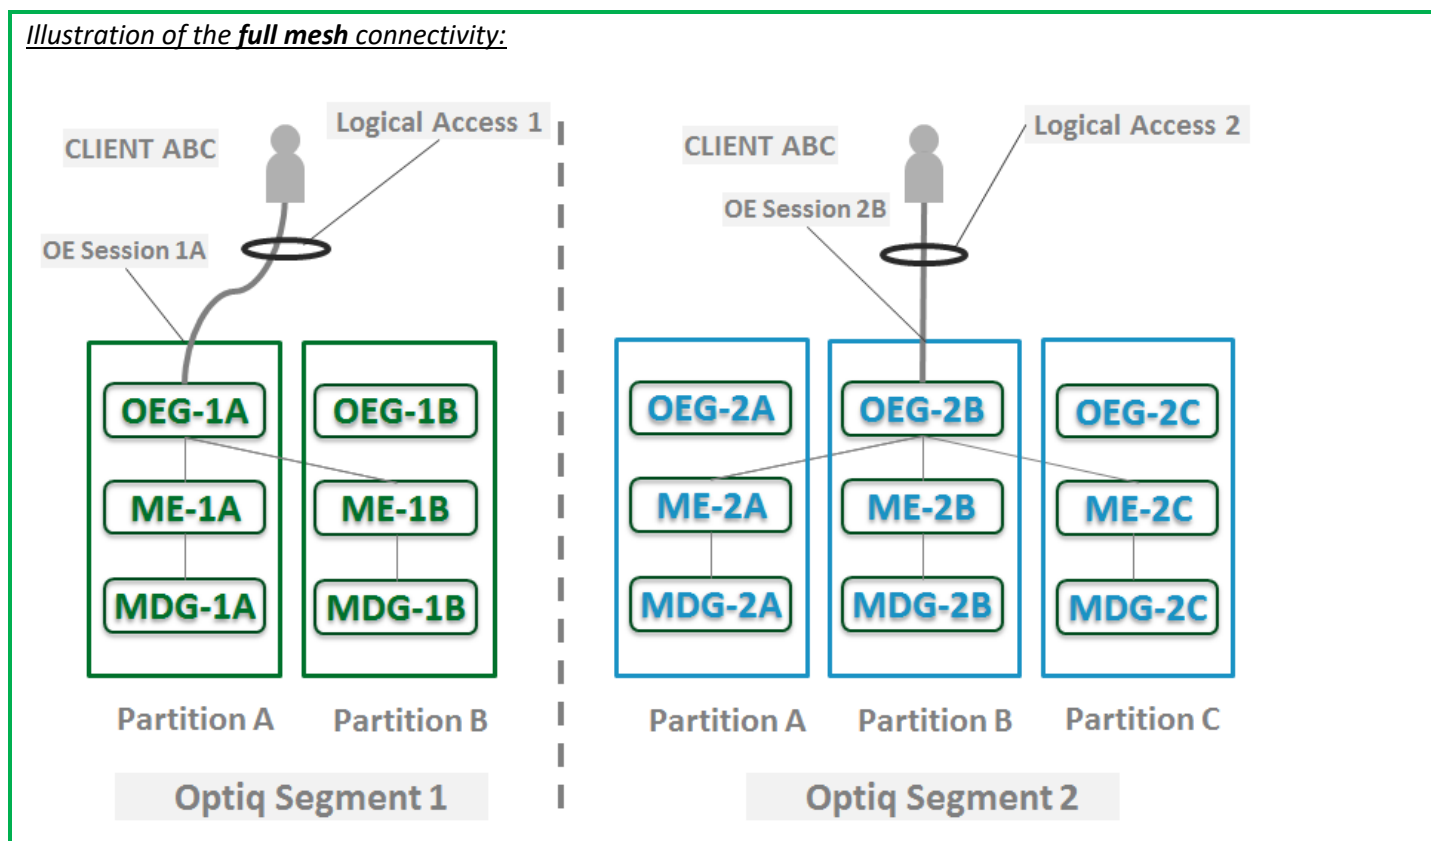 Illustration of the full mesh connectivity:
Logical Access 1
CLIENT ABC
OE Session 1A
OEG-1A
OEG-1B
ME-1A
ME-1B
MDG-1A
MDG-1B
Partition A
Partition B
Optiq Segment 1
Logical Access 2
CLIENT ABC
OE Session 2B
OEG-2A
OEG-2B
OEG-2C
ME-2A
ME-2B
ME-2C
MDG-2A
MDG-2B
MDG-2C
Partition A
Partition B
Partition C
Optiq Segment 2